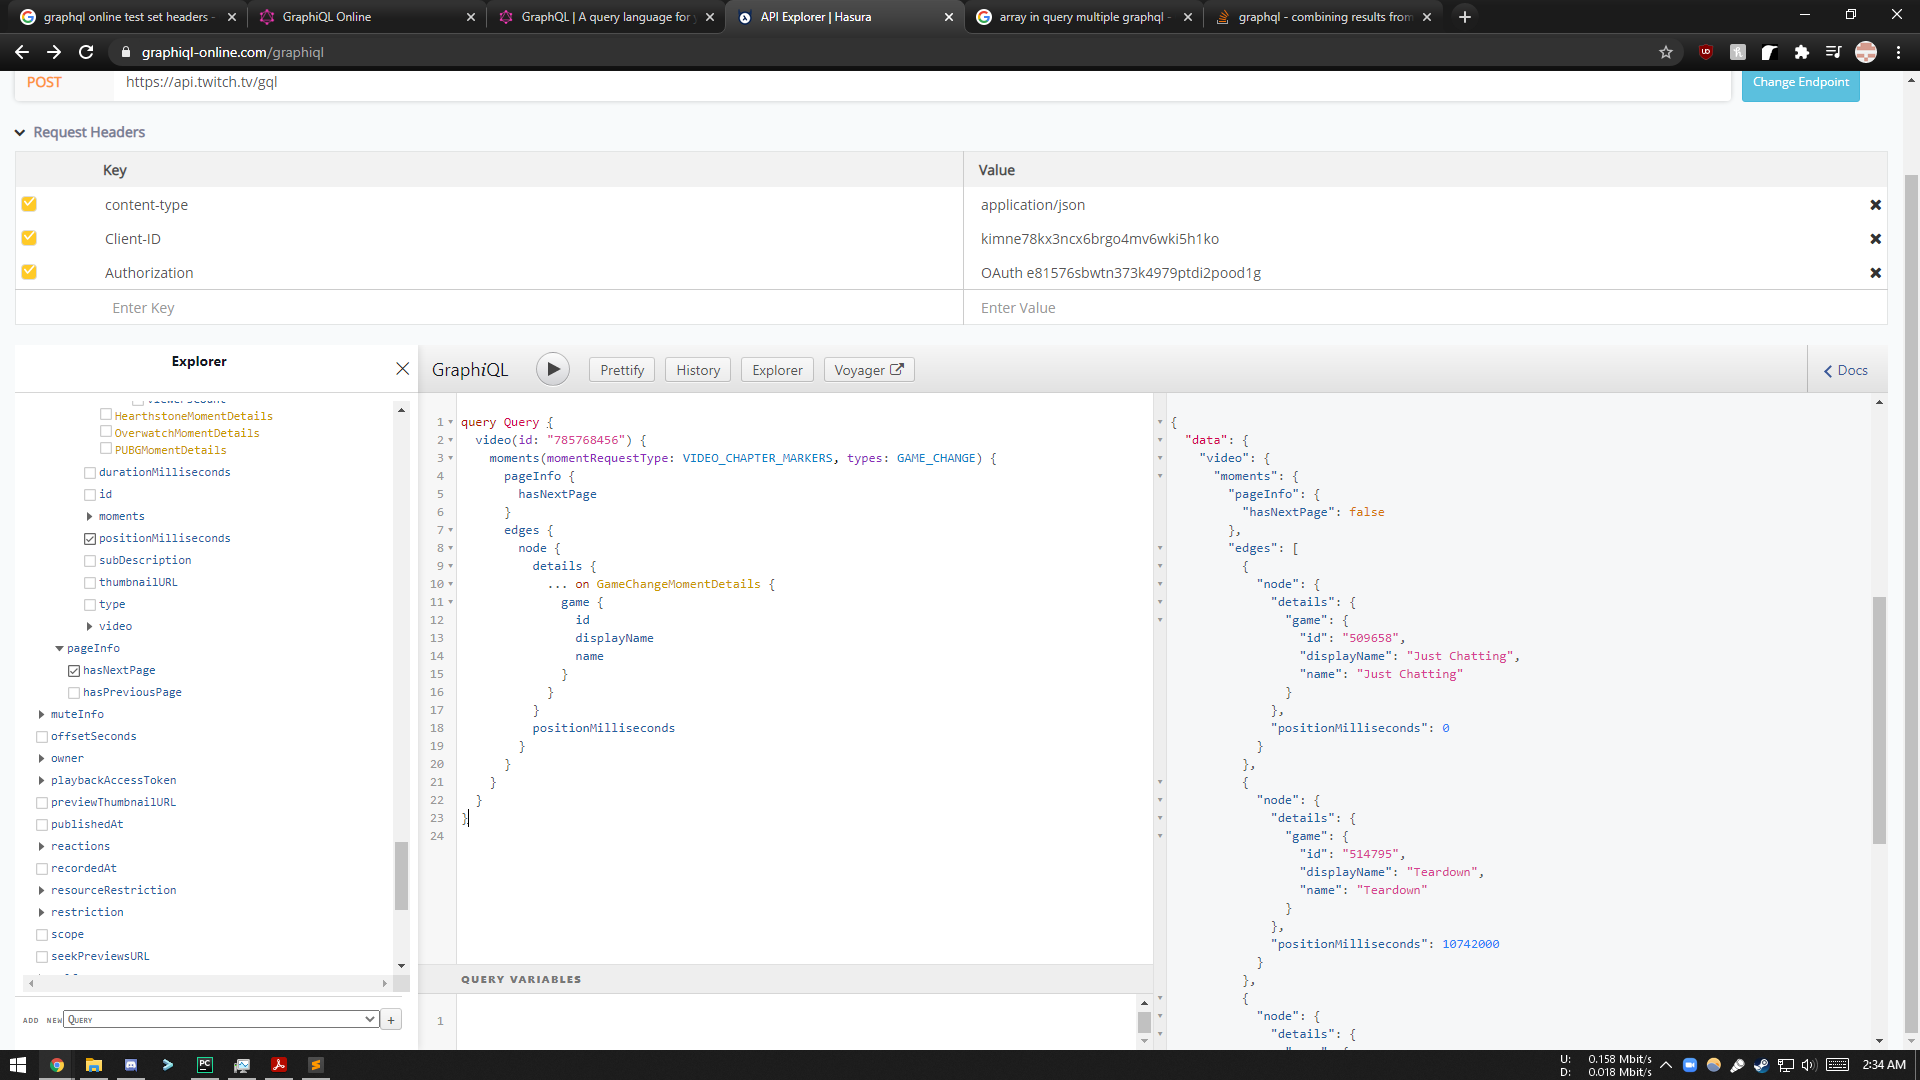 graphql online test set headers -
GraphiQL Online
GraphQL | A query language for y
API Explorer | Hasura
array in query multiple graphql -
graphql - combining results from
graphiql-online.com/graphiql
POST
https://api.twitch.tv/gql
Change Endpoint
Request Headers
Key
Value
content-type
application/json
Client-ID
kimne78kx3ncx6brgo4mv6wki5h1ko
Authorization
OAuth e81576sbwtn373k4979ptdi2pood1g
Enter Key
Enter Value
Explorer
GraphiQL
Prettify
History
Explorer
Voyager
Docs
viewersCount
HearthstoneMomentDetails
OverwatchMomentDetails
PUBGMomentDetails
durationMilliseconds
id
moments
positionMilliseconds
subDescription
thumbnailURL
type
video
pageInfo
hasNextPage
hasPreviousPage
muteInfo
offsetSeconds
owner
playbackAccessToken
previewThumbnailURL
publishedAt
reactions
recordedAt
resourceRestriction
restriction
scope
seekPreviewsURL
ADD NEW Query +
1 query Query {
2 video(id: "785768456") {
3 moments(momentRequestType: VIDEO_CHAPTER_MARKERS, types: GAME_CHANGE) {
4 pageInfo {
5 hasNextPage
6 }
7 edges {
8 node {
9 details {
10 ... on GameChangeMomentDetails {
11 game {
12 id
13 displayName
14 name
15 }
16 }
17 }
18 positionMilliseconds
19 }
20 }
21 }
22 }
23 }
24
QUERY VARIABLES
1
{
"data": {
"video": {
"moments": {
"pageInfo": {
"hasNextPage": false
},
"edges": [
{
"node": {
"details": {
"game": {
"id": "509658",
"displayName": "Just Chatting",
"name": "Just Chatting"
}
},
"positionMilliseconds": 0
}
},
{
"node": {
"details": {
"game": {
"id": "514795",
"displayName": "Teardown",
"name": "Teardown"
}
},
"positionMilliseconds": 10742000
}
},
{
"node": {
"details": {
U: 0.158 Mbit/s
D: 0.018 Mbit/s
2:34 AM